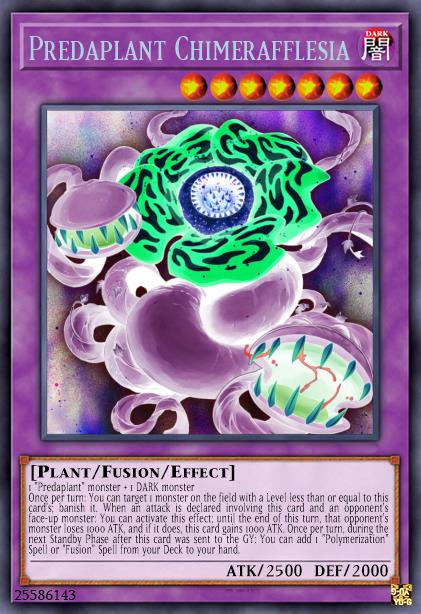 PREDAPLANT CHIMERAFFLESIA
DARK
闇
[PLANT/FUSION/EFFECT]
1 "Predaplant" monster + 1 DARK monster
Once per turn: You can target 1 monster on the field with a Level less than or equal to this
card's; banish it. When an attack is declared involving this card and an opponent's
face-up monster: You can activate this effect; until the end of this turn, that opponent's
monster loses 1000 ATK, and if it does, this card gains 1000 ATK. Once per turn, during the
next Standby Phase after this card was sent to the GY: You can add 1 "Polymerization"
Spell or "Fusion" Spell from your Deck to your hand.
ATK/2500 DEF/2000
25586143